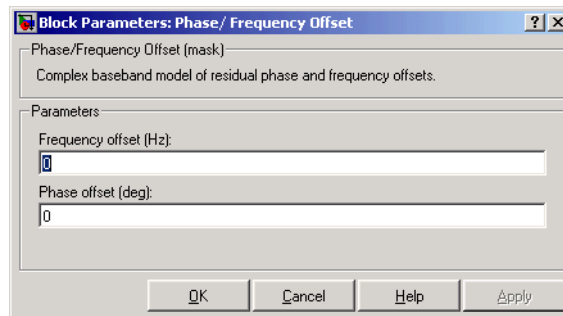 Block Parameters: Phase/ Frequency Offset
Phase/Frequency Offset (mask)
Complex baseband model of residual phase and frequency offsets.
Parameters
Frequency offset (Hz):
0
Phase offset (deg):
0
OK Cancel Help Apply